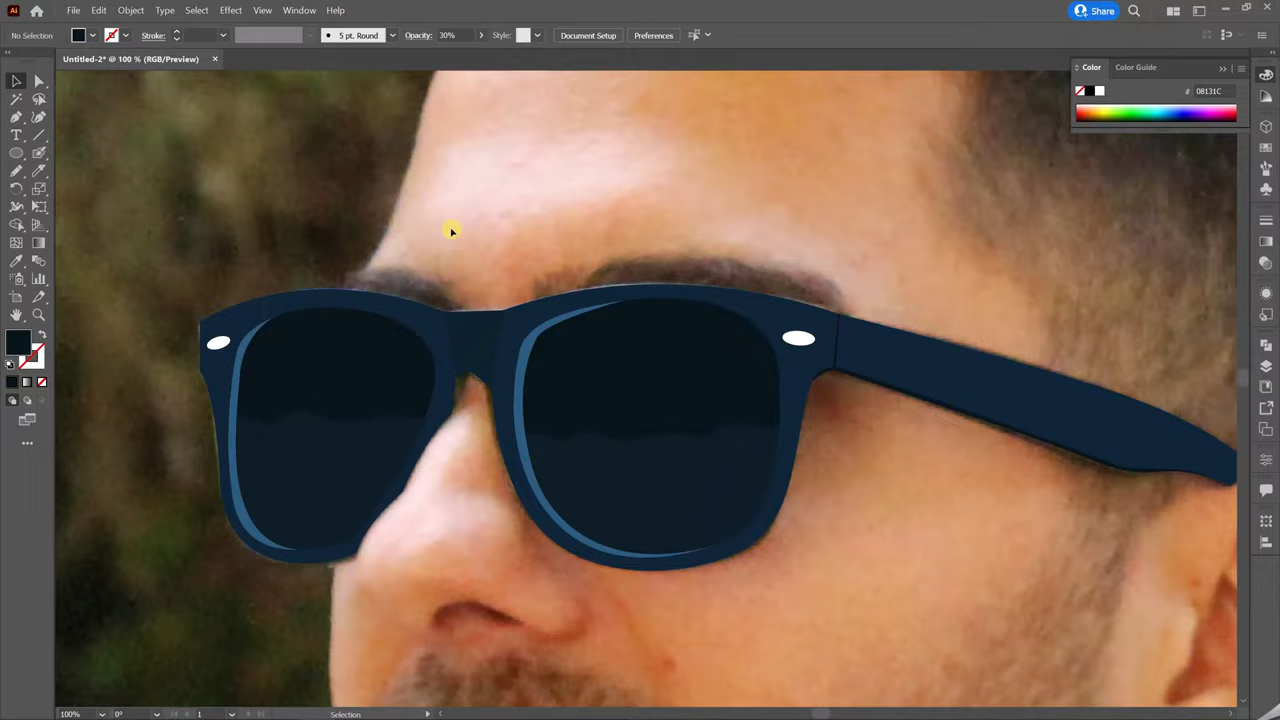 Ai File Edit Object Type Select Effect View Window Help Share
No Selection Stroke: 5 pt. Round Opacity: 30% Style: Document Setup Preferences
Untitled-2* @ 100 % (RGB/Preview) ×
Color Color Guide
# 08131C
100% 0° 1 Selection